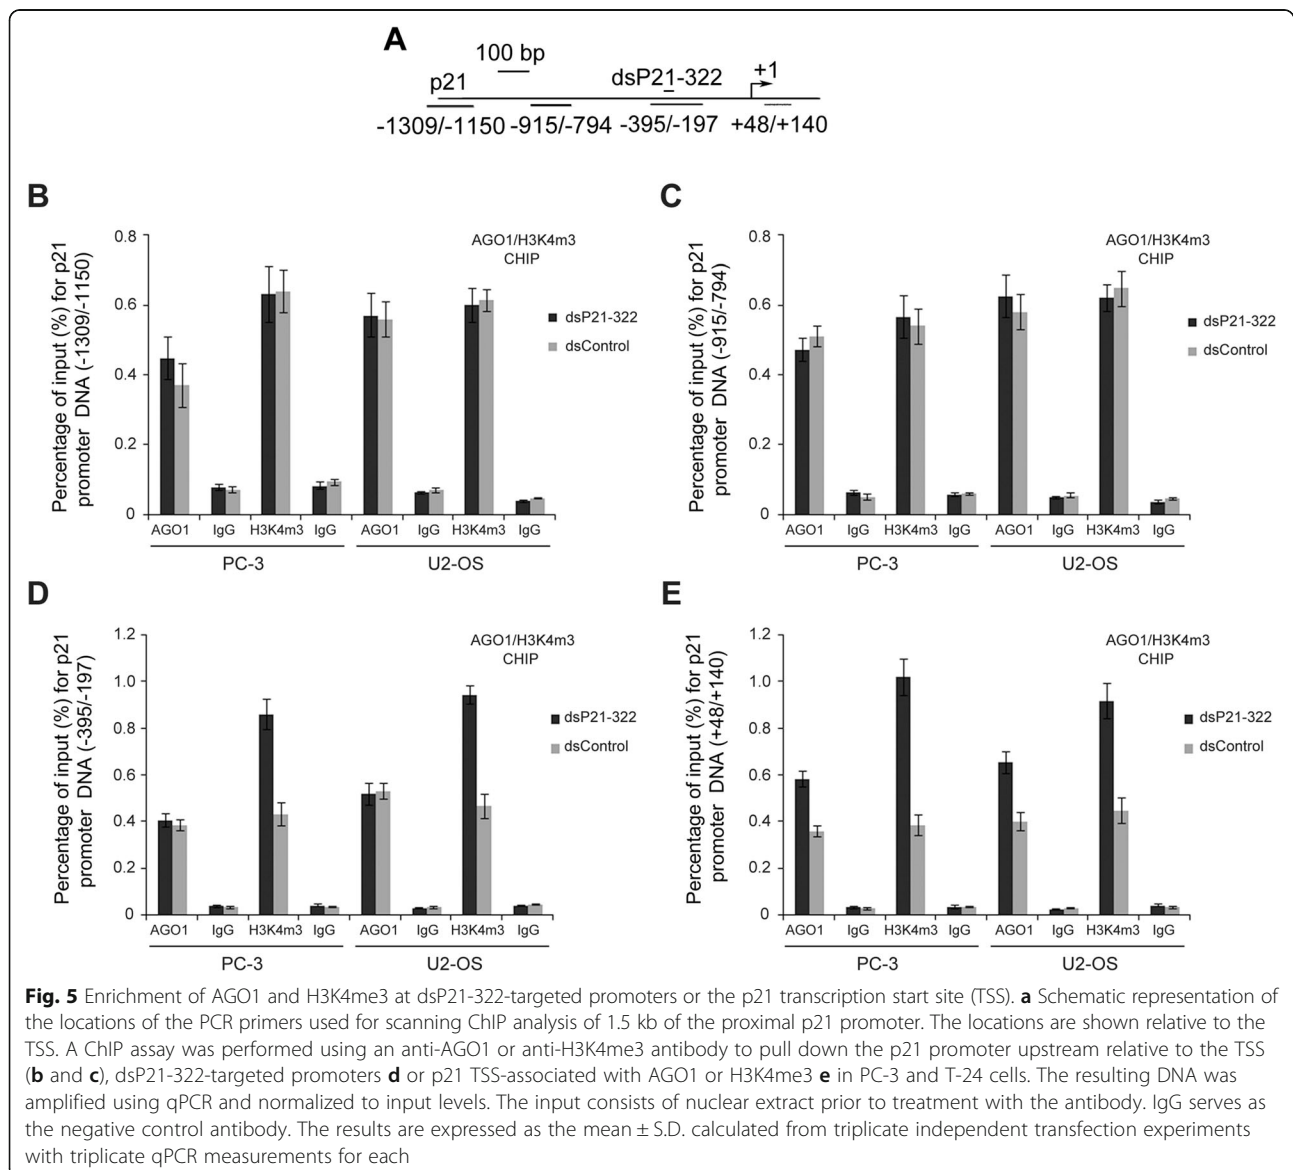 A
100 bp
p21
dsP21-322
+1
-1309/-1150
-915/-794
-395/-197
+48/+140
B
Percentage of input (%) for p21
promoter DNA (-1309/-1150)
0.8
0.6
0.4
0.2
0
AGO1/H3K4m3
CHIP
dsP21-322
dsControl
AGO1 IgG H3K4m3 IgG AGO1 IgG H3K4m3 IgG
PC-3 U2-OS
C
Percentage of input (%) for p21
promoter DNA (-915/-794)
0.8
0.6
0.4
0.2
0
AGO1/H3K4m3
CHIP
dsP21-322
dsControl
AGO1 IgG H3K4m3 IgG AGO1 IgG H3K4m3 IgG
PC-3 U2-OS
D
Percentage of input (%) for p21
promoter DNA (-395/-197)
1.2
1.0
0.8
0.6
0.4
0.2
0
AGO1/H3K4m3
CHIP
dsP21-322
dsControl
AGO1 IgG H3K4m3 IgG AGO1 IgG H3K4m3 IgG
PC-3 U2-OS
E
Percentage of input (%) for p21
promoter DNA (+48/+140)
1.2
1.0
0.8
0.6
0.4
0.2
0
AGO1/H3K4m3
CHIP
dsP21-322
dsControl
AGO1 IgG H3K4m3 IgG AGO1 IgG H3K4m3 IgG
PC-3 U2-OS
Fig. 5 Enrichment of AGO1 and H3K4me3 at dsP21-322-targeted promoters or the p21 transcription start site (TSS). a Schematic representation of
the locations of the PCR primers used for scanning ChIP analysis of 1.5 kb of the proximal p21 promoter. The locations are shown relative to the
TSS. A ChIP assay was performed using an anti-AGO1 or anti-H3K4me3 antibody to pull down the p21 promoter upstream relative to the TSS
(b and c), dsP21-322-targeted promoters d or p21 TSS-associated with AGO1 or H3K4me3 e in PC-3 and T-24 cells. The resulting DNA was
amplified using qPCR and normalized to input levels. The input consists of nuclear extract prior to treatment with the antibody. IgG serves as
the negative control antibody. The results are expressed as the mean ± S.D. calculated from triplicate independent transfection experiments
with triplicate qPCR measurements for each